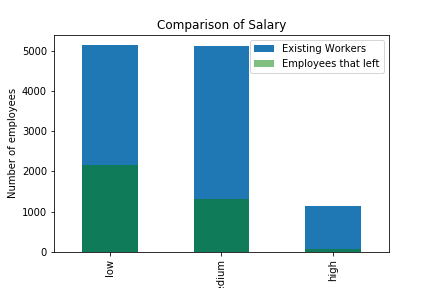 Comparison of Salary
Existing Workers
Employees that left
Number of employees
5000
4000
3000
2000
1000
0
low
edium
high